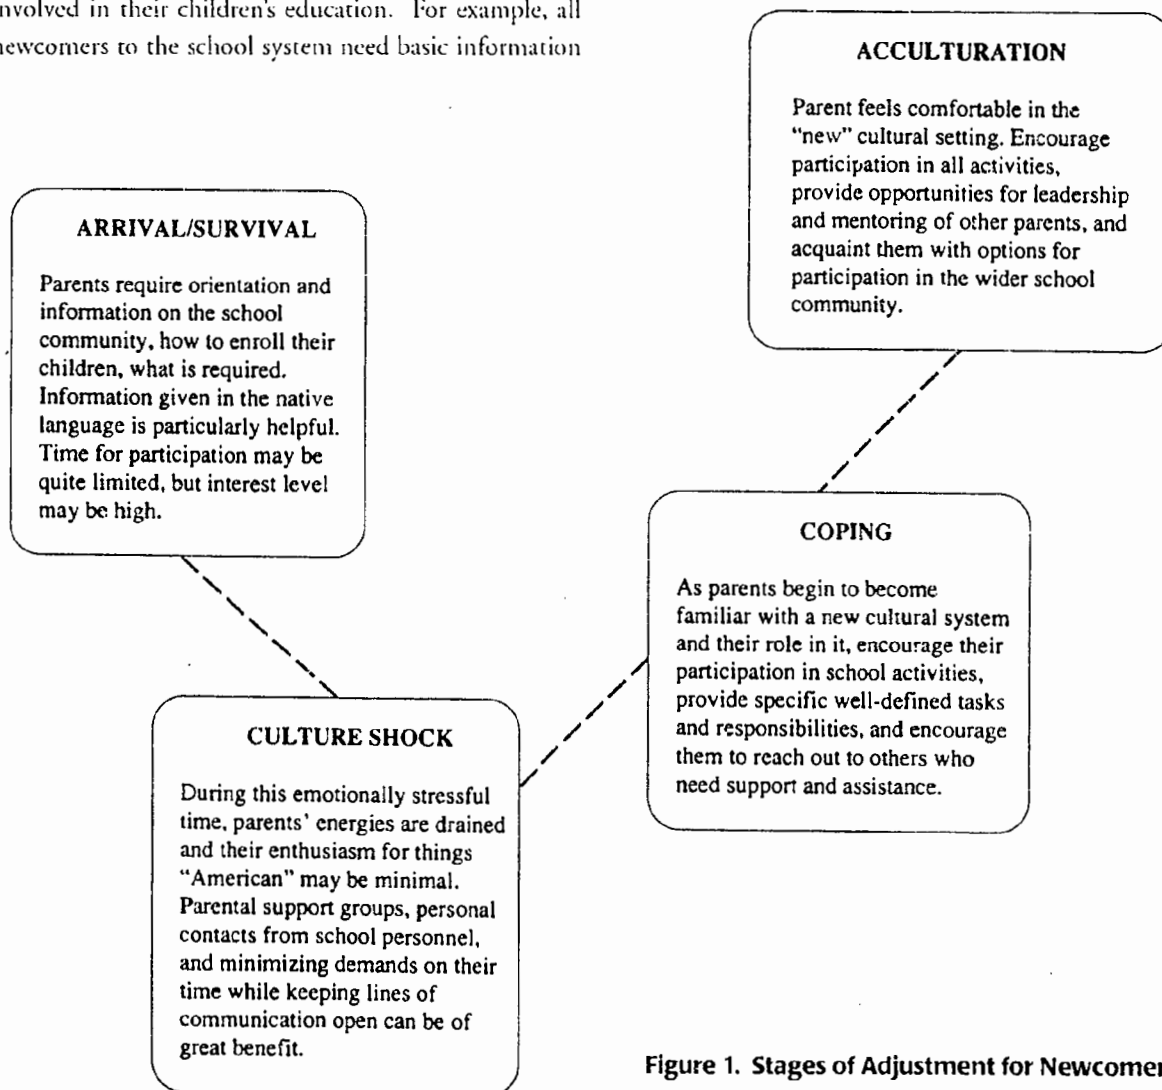 nvolved in their children's education. For example, all
newcomers to the school system need basic information
ARRIVAL/SURVIVAL
Parents require orientation and
information on the school
community, how to enroll their
children, what is required.
Information given in the native
language is particularly helpful.
Time for participation may be
quite limited, but interest level
may be high.
CULTURE SHOCK
During this emotionally stressful
time, parents' energies are drained
and their enthusiasm for things
"American" may be minimal.
Parental support groups, personal
contacts from school personnel,
and minimizing demands on their
time while keeping lines of
communication open can be of
great benefit.
COPING
As parents begin to become
familiar with a new cultural system
and their role in it, encourage their
participation in school activities,
provide specific well-defined tasks
and responsibilities, and encourage
them to reach out to others who
need support and assistance.
ACCULTURATION
Parent feels comfortable in the
"new" cultural setting. Encourage
participation in all activities,
provide opportunities for leadership
and mentoring of other parents, and
acquaint them with options for
participation in the wider school
community.
Figure 1. Stages of Adjustment for Newcomer